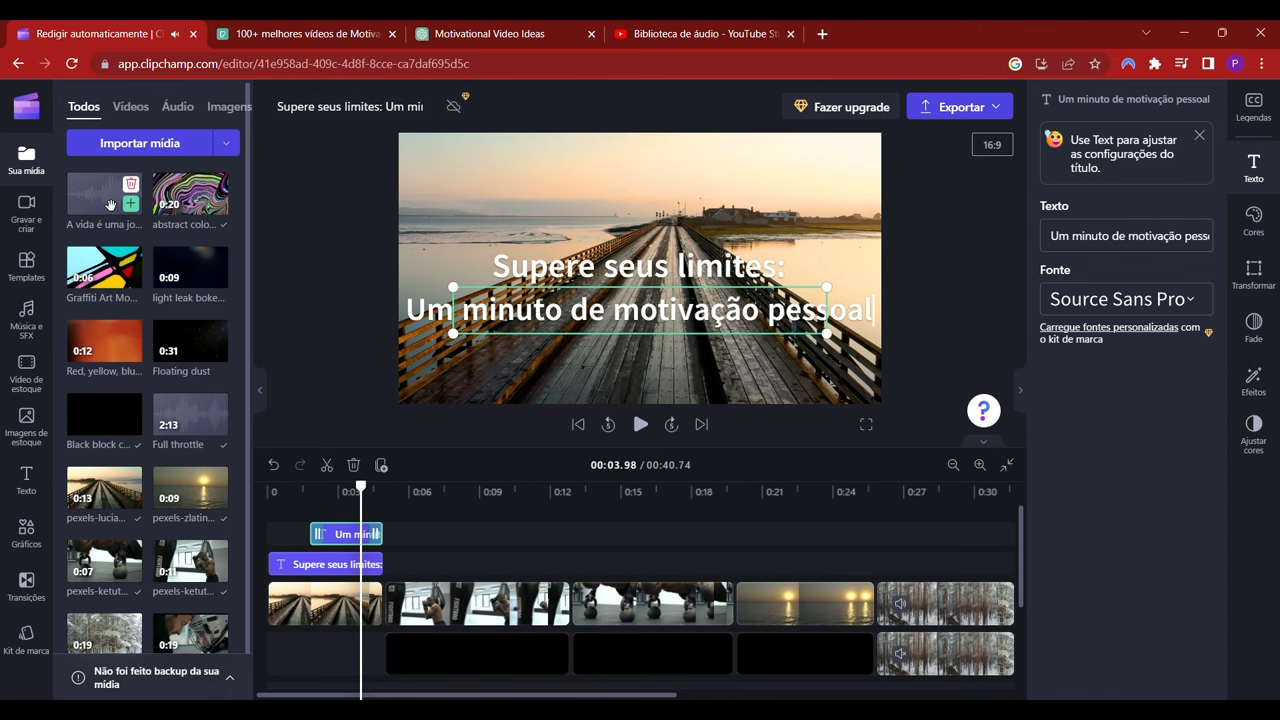 Redigir automaticamente | C
100+ melhores vídeos de Motiva
Motivational Video Ideas
Biblioteca de áudio - YouTube St
app.clipchamp.com/editor/41e958ad-409c-4d8f-8cce-ca7daf695d5c
P
Sua mídia
Gravar e
criar
Templates
Música e
SFX
Vídeo de
estoque
Imagens de
estoque
Texto
Gráficos
Transições
Kit de marca
Todos Vídeos Áudio Imagens
Importar mídia
A vida é uma jo...
0:20
abstract colo...
0:06
Graffiti Art Mo...
0:09
light leak boke...
0:12
Red, yellow, blu...
0:31
Floating dust
Black block c...
2:13
Full throttle
0:13
pexels-lucia...
0:09
pexels-zlatin...
0:07
pexels-ketut...
0:11
pexels-ketut...
0:19
0:19
Não foi feito backup da sua
mídia
Supere seus limites: Um mi
Fazer upgrade
Exportar
16:9
Supere seus limites:
Um minuto de motivação pessoal
?
00:03.98 / 00:40.74
0 0:03 0:06 0:09 0:12 0:15 0:18 0:21 0:24 0:27 0:30
T Um min
T Supere seus limites:
T Um minuto de motivação pessoal
Use Text para ajustar
as configurações do
título.
Texto
Um minuto de motivação pess
Fonte
Source Sans Pro
Carregue fontes personalizadas com
o kit de marca
Legendas
Texto
Cores
Transformar
Fade
Efeitos
Ajustar
cores